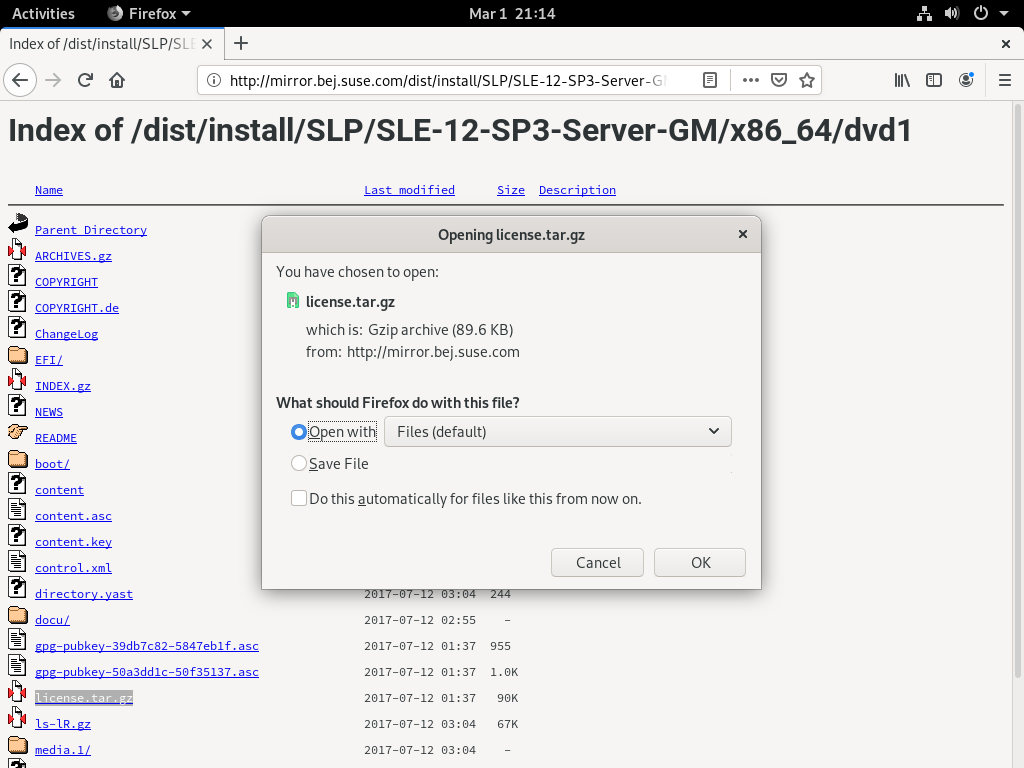 Activities Firefox Mar 1 21:14
Index of /dist/install/SLP/SLE
http://mirror.bej.suse.com/dist/install/SLP/SLE-12-SP3-Server-GM
Index of /dist/install/SLP/SLE-12-SP3-Server-GM/x86_64/dvd1
Name Last modified Size Description
Parent Directory
ARCHIVES.gz
COPYRIGHT
COPYRIGHT.de
ChangeLog
EFI/
INDEX.gz
NEWS
README
boot/
content
content.asc
content.key
control.xml
directory.yast 2017-07-12 03:04 244
docu/ 2017-07-12 02:55 -
gpg-pubkey-39db7c82-5847eb1f.asc 2017-07-12 01:37 955
gpg-pubkey-50a3dd1c-50f35137.asc 2017-07-12 01:37 1.0K
license.tar.gz 2017-07-12 01:37 90K
ls-lR.gz 2017-07-12 03:04 67K
media.1/ 2017-07-12 03:04 -
Opening license.tar.gz
You have chosen to open:
license.tar.gz
which is: Gzip archive (89.6 KB)
from: http://mirror.bej.suse.com
What should Firefox do with this file?
Open with Files (default)
Save File
Do this automatically for files like this from now on.
Cancel OK